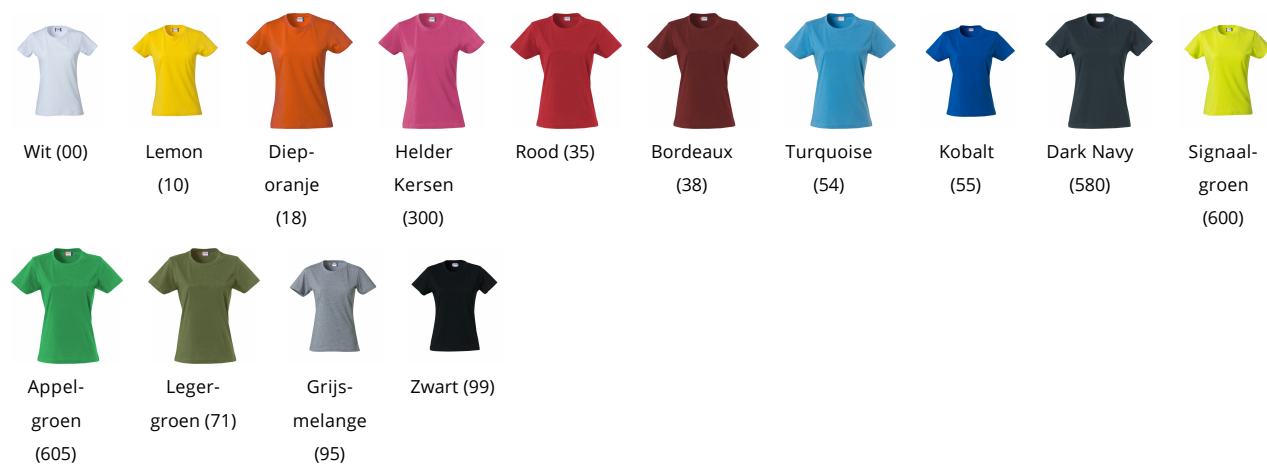 Wit (00)
Lemon
(10)
Diep-
oranje
(18)
Helder
Kersen
(300)
Rood (35)
Bordeaux
(38)
Turquoise
(54)
Kobalt
(55)
Dark Navy
(580)
Signaal-
groen
(600)
Appel-
groen
(605)
Leger-
groen (71)
Grijs-
melange
(95)
Zwart (99)